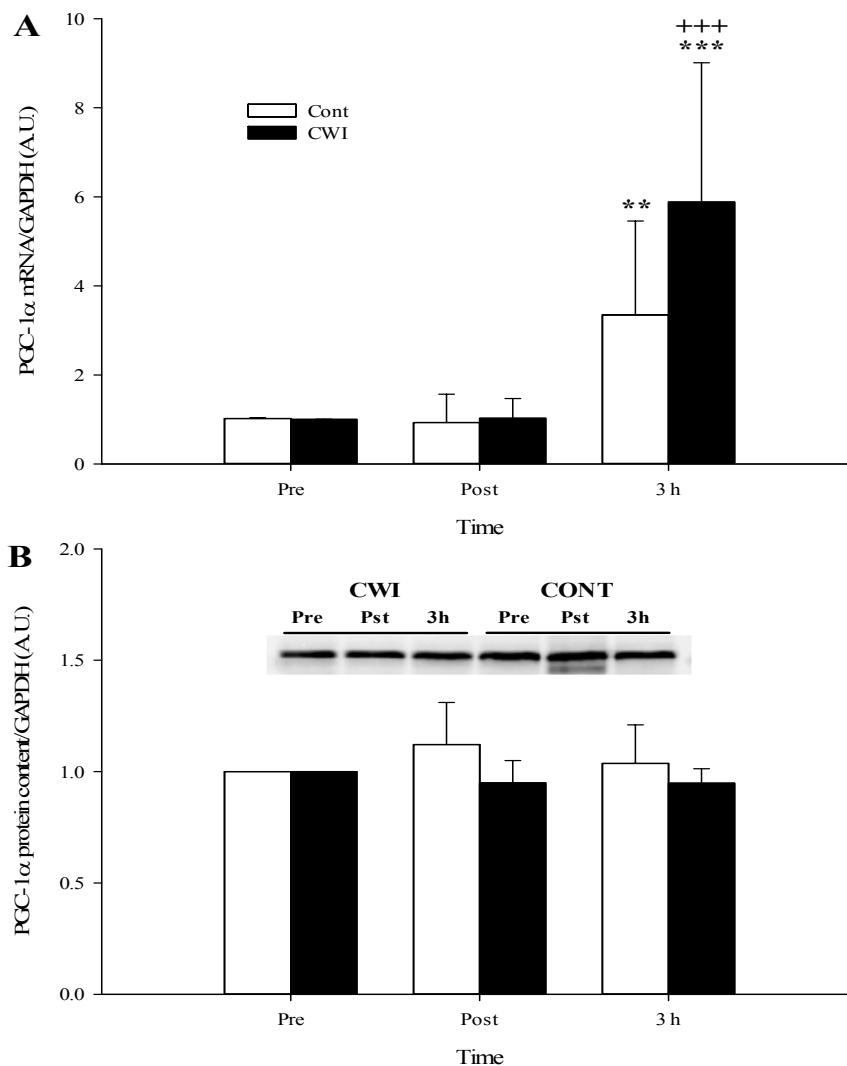 A
10
8
6
4
2
0
PGC-1α mRNA/GAPDH (A.U.)
Cont
CWI
**
+++
***
Pre Post 3 h
Time
B
2.0
1.5
1.0
0.5
0.0
PGC-1α protein content/GAPDH (A.U.)
CWI CONT
Pre Pst 3h Pre Pst 3h
Pre Post 3 h
Time